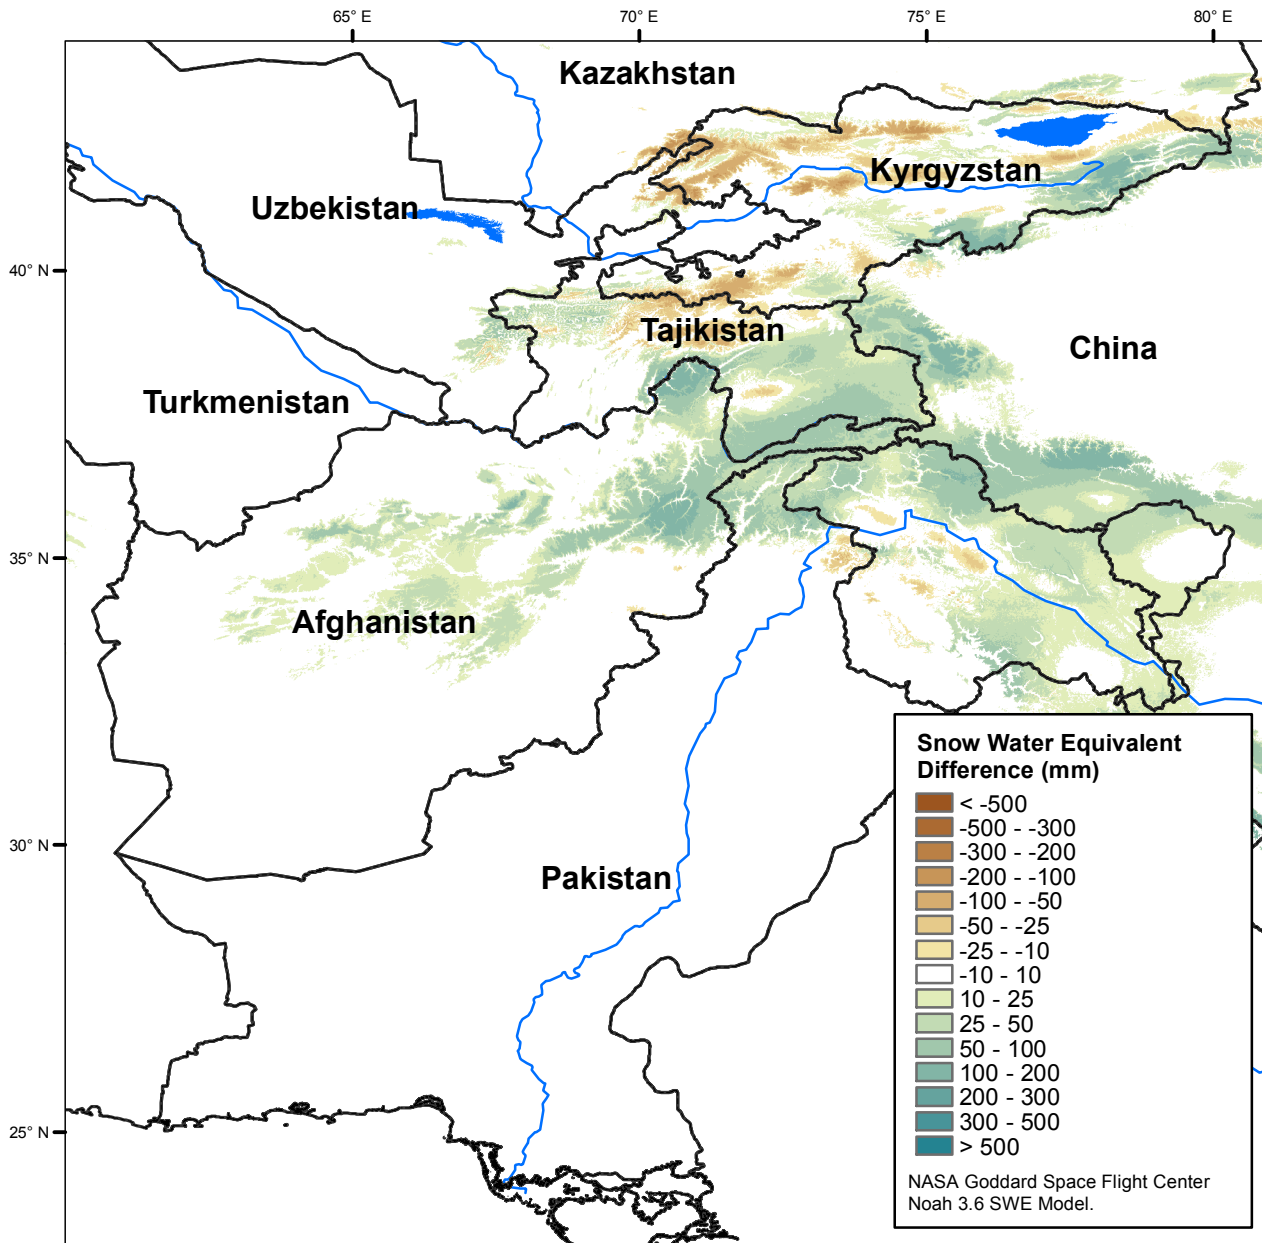 65° E
70° E
75° E
80° E
Kazakhstan
Kyrgyzstan
Uzbekistan
40° N
Tajikistan
China
Turkmenistan
35° N
Afghanistan
Snow Water Equivalent
Difference (mm)
< -500
-500 - -300
-300 - -200
-200 - -100
-100 - -50
-50 - -25
-25 - -10
-10 - 10
10 - 25
25 - 50
50 - 100
100 - 200
200 - 300
300 - 500
> 500
NASA Goddard Space Flight Center
Noah 3.6 SWE Model.
30° N
Pakistan
25° N